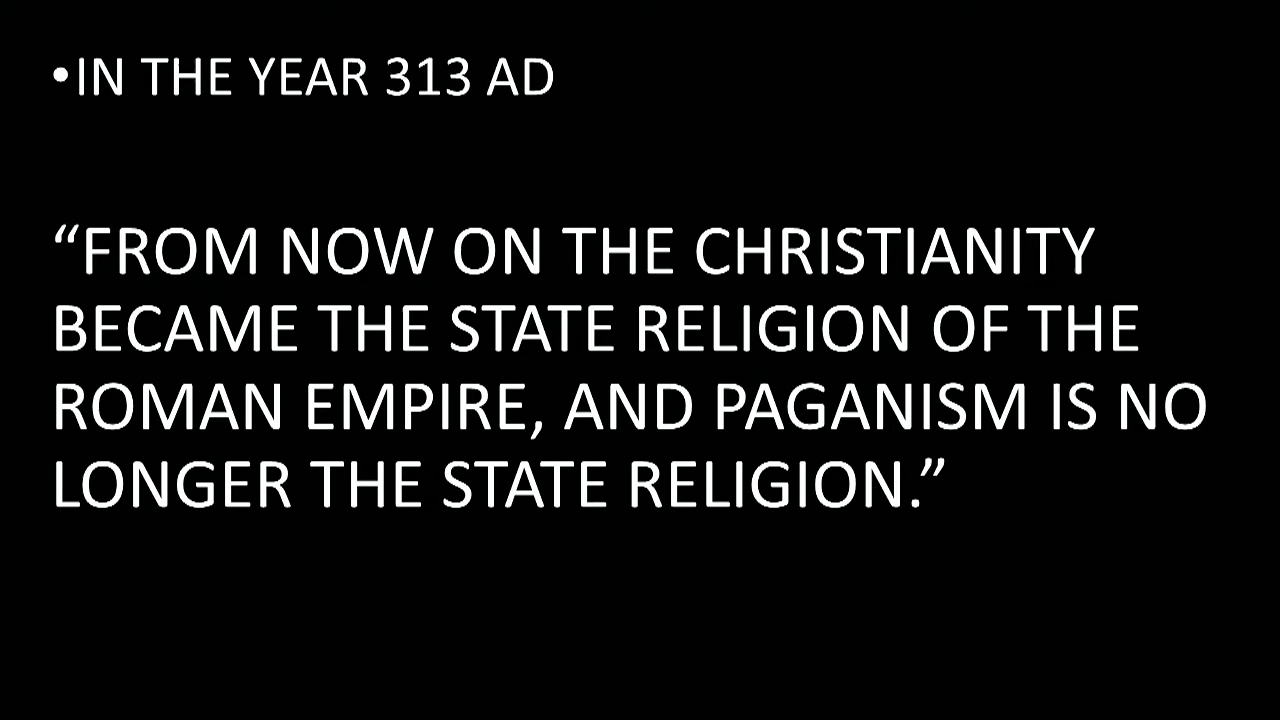 •IN THE YEAR 313 AD
“FROM NOW ON THE CHRISTIANITY
BECAME THE STATE RELIGION OF THE
ROMAN EMPIRE, AND PAGANISM IS NO
LONGER THE STATE RELIGION.”